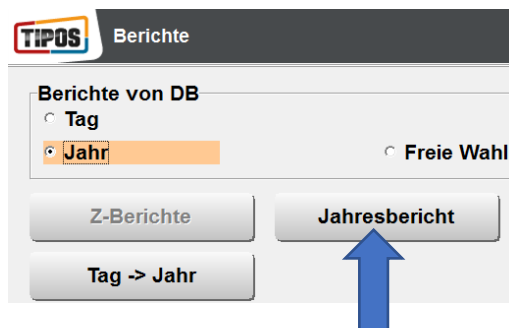 TIPOS Berichte
Berichte von DB
Tag
Jahr Freie Wahl
Z-Berichte Jahresbericht
Tag -> Jahr